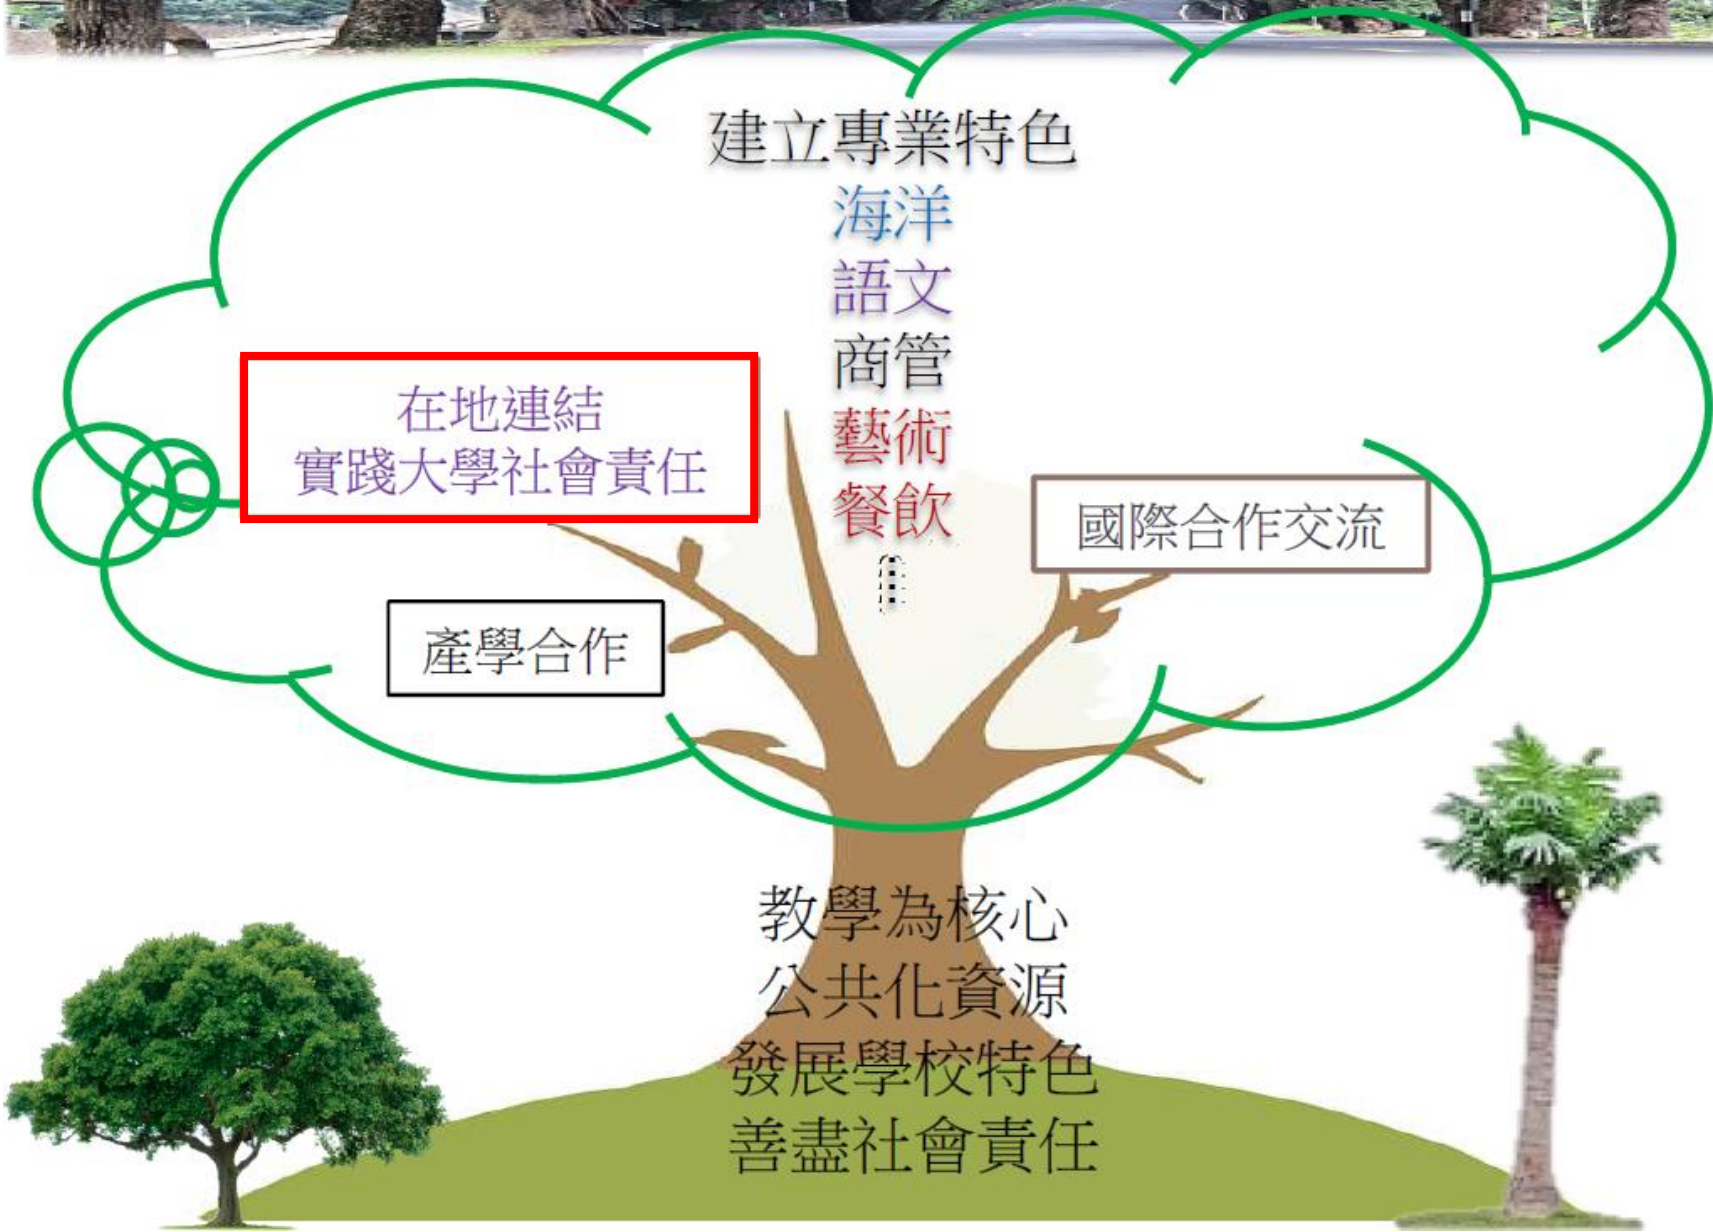 建立專業特色
海洋
語文
商管
藝術
餐飲
在地連結
實踐大學社會責任
國際合作交流
產學合作
教學為核心
公共化資源
發展學校特色
善盡社會責任